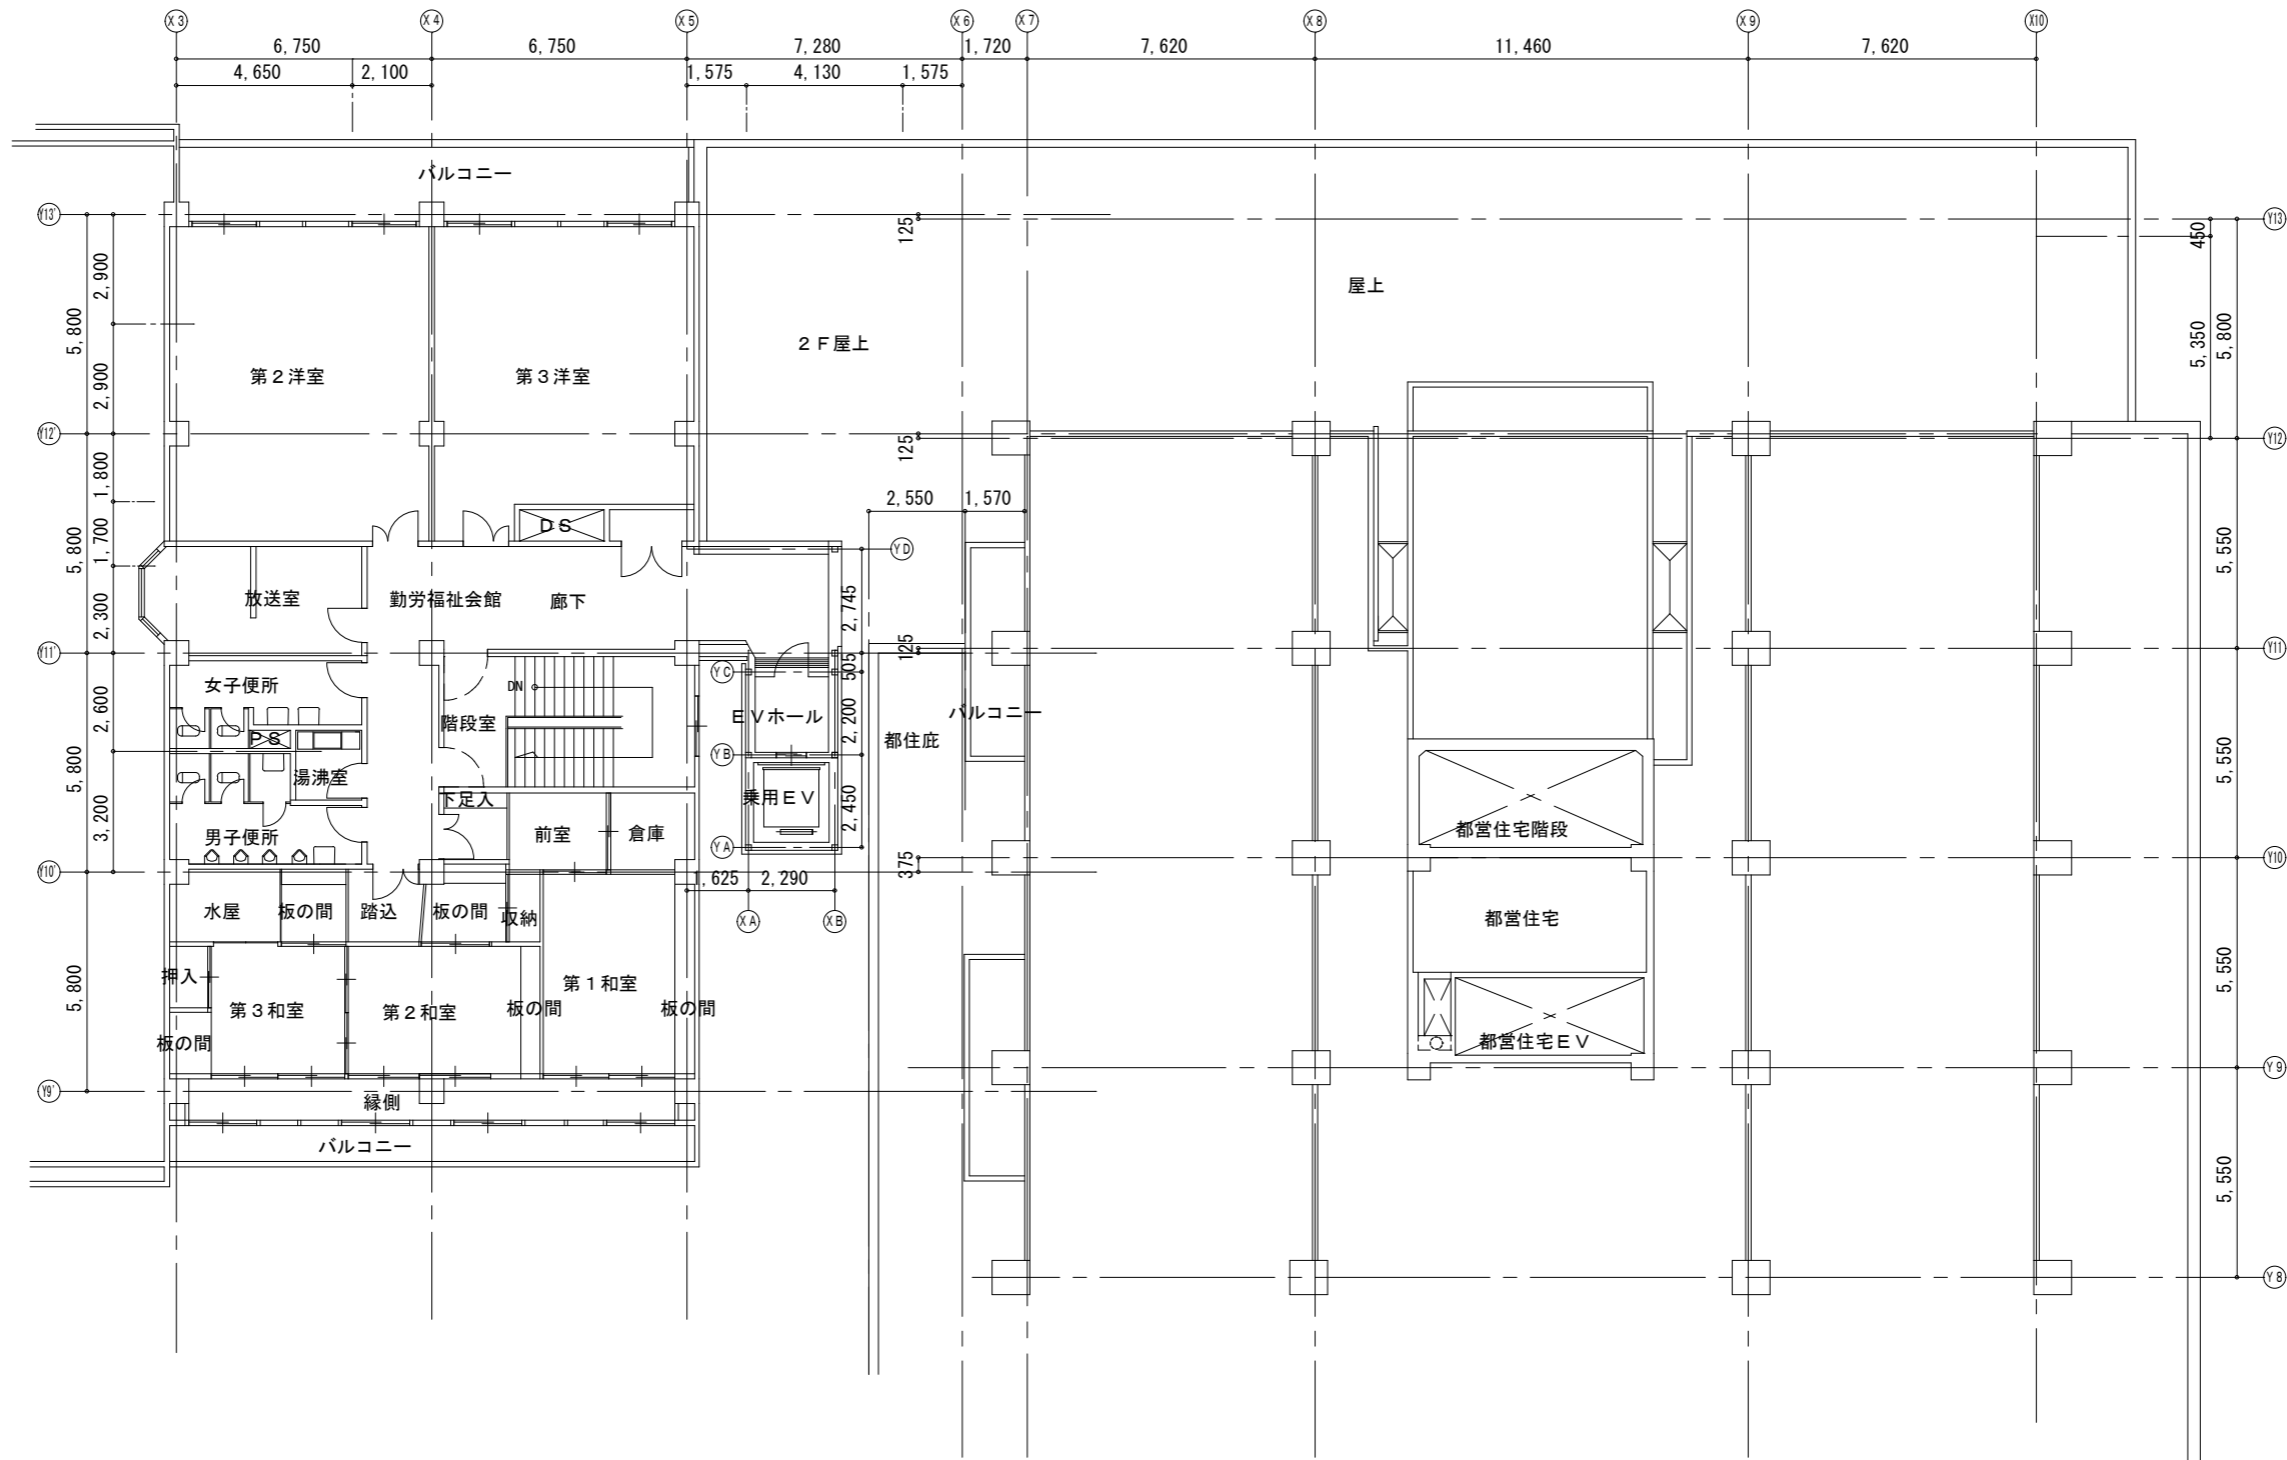 X3 X4 X5 X6 X7 X8 X9 X10
6,750 6,750 7,280 1,720 7,620 11,460 7,620
4,650 2,100 1,575 4,130 1,575
バルコニー
Y13' Y13
125 450
2,900 5,800
屋上
2F屋上
5,350 5,800
第2洋室 第3洋室
2,900
Y12' Y12
125
1,800
2,550 1,570
DS
1,700 5,800
YD
5,550
放送室 勤労福祉会館 廊下
2,300 2,745
Y11' 125 Y11
YC 505
女子便所 DN
2,600 階段室 EVホール 2,200 バルコニー
PS YB 都住庇
湯沸室 5,800 5,550
下足入 乗用EV 2,450
3,200 男子便所 前室 倉庫 都営住宅階段
YA
Y10' 375 Y10
1,625 2,290
水屋 板の間 踏込 板の間 収納 XA XB 都営住宅
押入 第1和室 5,550
5,800 第3和室 第2和室 板の間 板の間
板の間 都営住宅EV
Y9' Y9
縁側
バルコニー
5,550
Y8